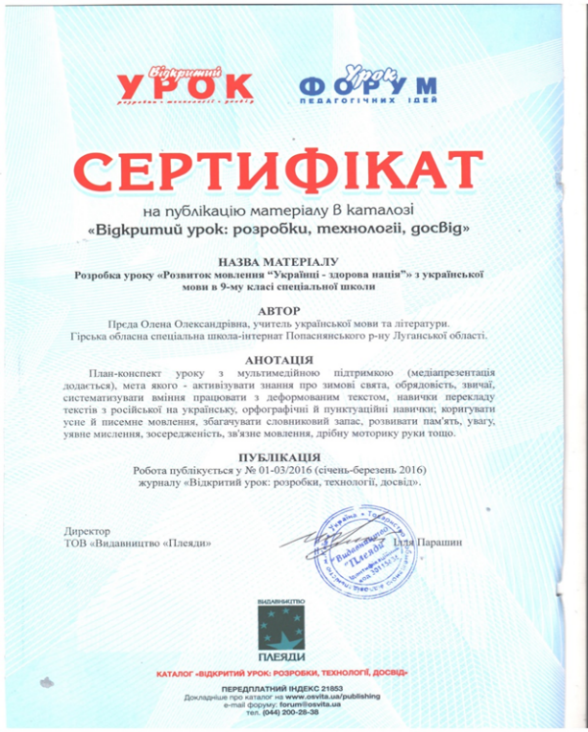 Відкритий
УРОК
розробки • технології • досвід
Урок
ФОРУМ
ПЕДАГОГІЧНИХ ІДЕЙ
СЕРТИФІКАТ
на публікацію матеріалу в каталозі
«Відкритий урок: розробки, технології, досвід»
НАЗВА МАТЕРІАЛУ
Розробка уроку «Розвиток мовлення “Українці - здорова нація”» з української
мови в 9-му класі спеціальної школи
АВТОР
Прєда Олена Олександрівна, учитель української мови та літератури.
Гірська обласна спеціальна школа-інтернат Попаснянського р-ну Луганської області.
АНОТАЦІЯ
План-конспект уроку з мультимедійною підтримкою (медіапрезентація
додається), мета якого - активізувати знання про зимові свята, обрядовість, звичаї,
систематизувати вміння працювати з деформованим текстом, навички перекладу
текстів з російської на українську, орфографічні й пунктуаційні навички; коригувати
усне й писемне мовлення, збагачувати словниковий запас, розвивати пам'ять, увагу,
уявне мислення, зосередженість, зв'язне мовлення, дрібну моторику руки тощо.
ПУБЛІКАЦІЯ
Робота публікується у № 01-03/2016 (січень-березень 2016)
журналу «Відкритий урок: розробки, технології, досвід».
Директор
ТОВ «Видавництво «Плеяди»
Ілля Парашин
Україна
"Видавництво
"Плеяди"
ВИДАВНИЦТВО
ПЛЕЯДИ
КАТАЛОГ «ВІДКРИТИЙ УРОК: РОЗРОБКИ, ТЕХНОЛОГІЇ, ДОСВІД»
ПЕРЕДПЛАТНИЙ ІНДЕКС 21853
Докладніше про каталог на www.osvita.ua/publishing
e-mail форуму: forum@osvita.ua
тел. (044) 200-28-38